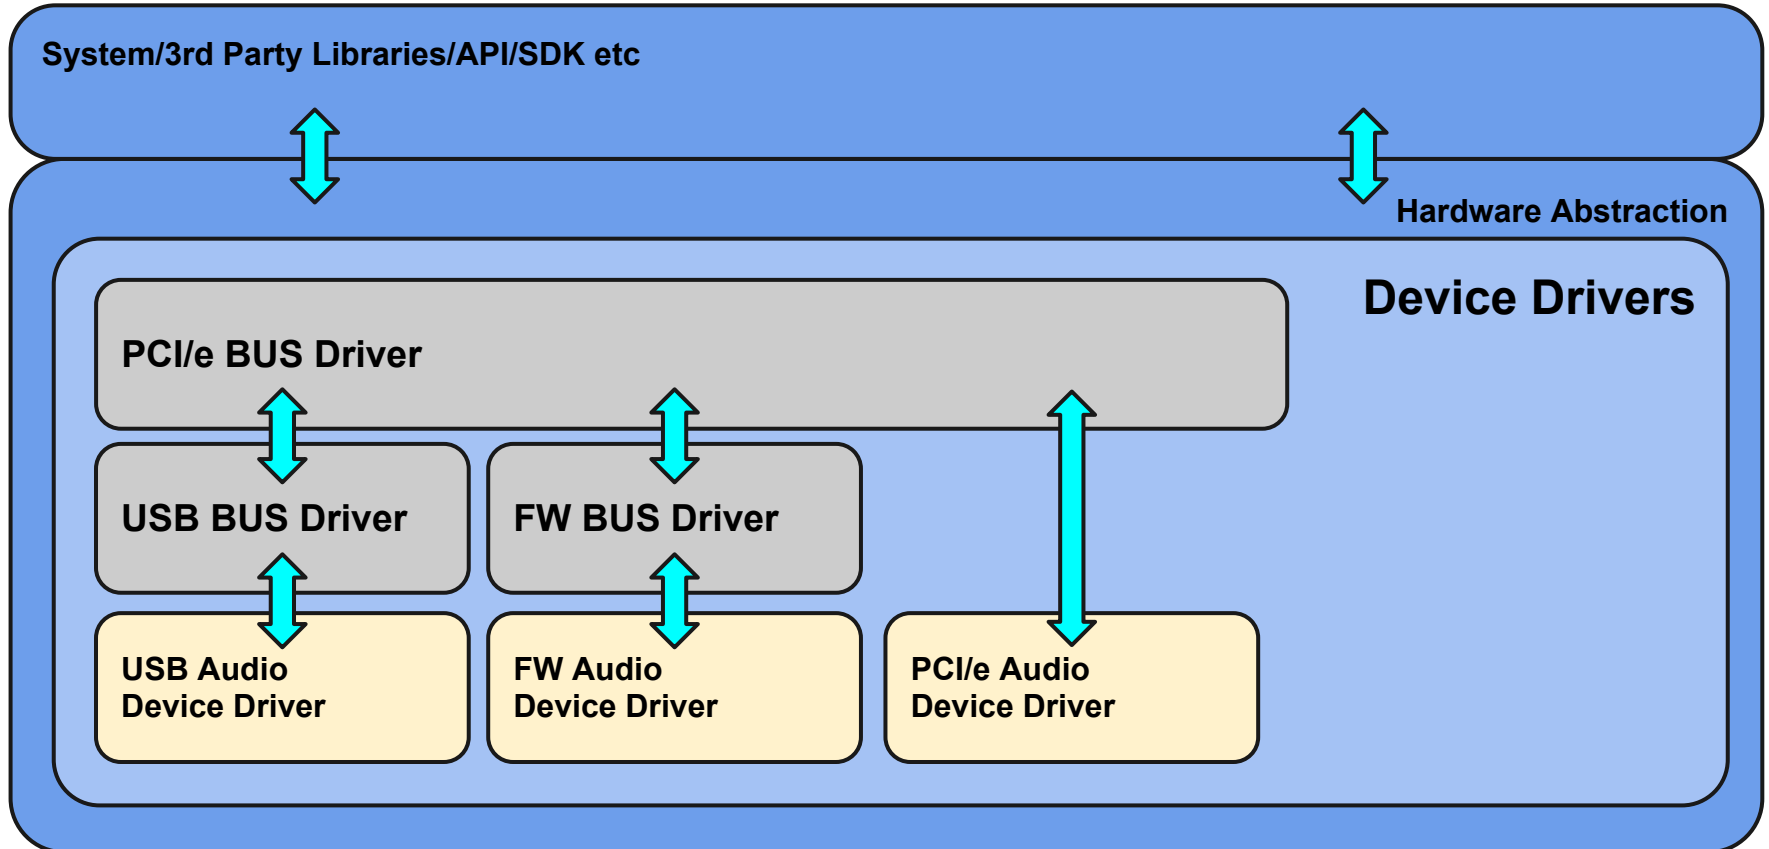 System/3rd Party Libraries/API/SDK etc
Hardware Abstraction
Device Drivers
PCI/e BUS Driver
USB BUS Driver
FW BUS Driver
USB Audio
Device Driver
FW Audio
Device Driver
PCI/e Audio
Device Driver